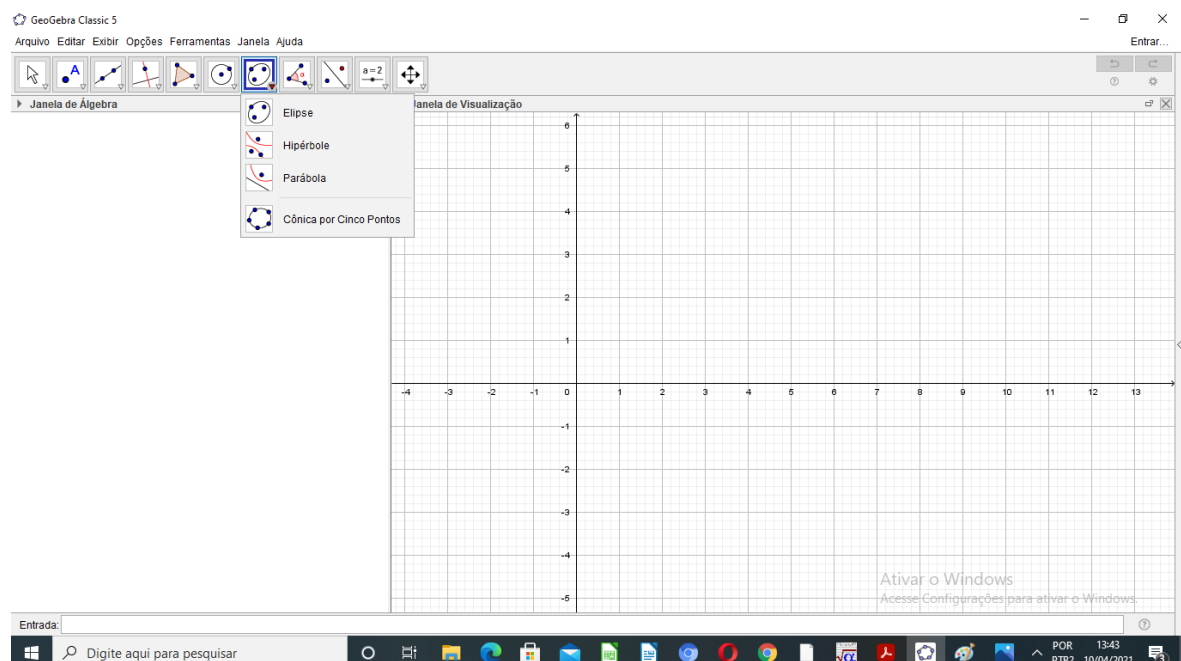 GeoGebra Classic 5
Arquivo Editar Exibir Opções Ferramentas Janela Ajuda
Entrar...
A
α
a=2
Janela de Álgebra
Janela de Visualização
Elipse
Hipérbole
Parábola
Cônica por Cinco Pontos
6
5
4
3
2
1
-4 -3 -2 -1 0 1 2 3 4 5 6 7 8 9 10 11 12 13
-1
-2
-3
-4
-5
Ativar o Windows
Acesse Configurações para ativar o Windows.
Entrada:
Digite aqui para pesquisar
POR 13:43
PTB2 10/04/2021